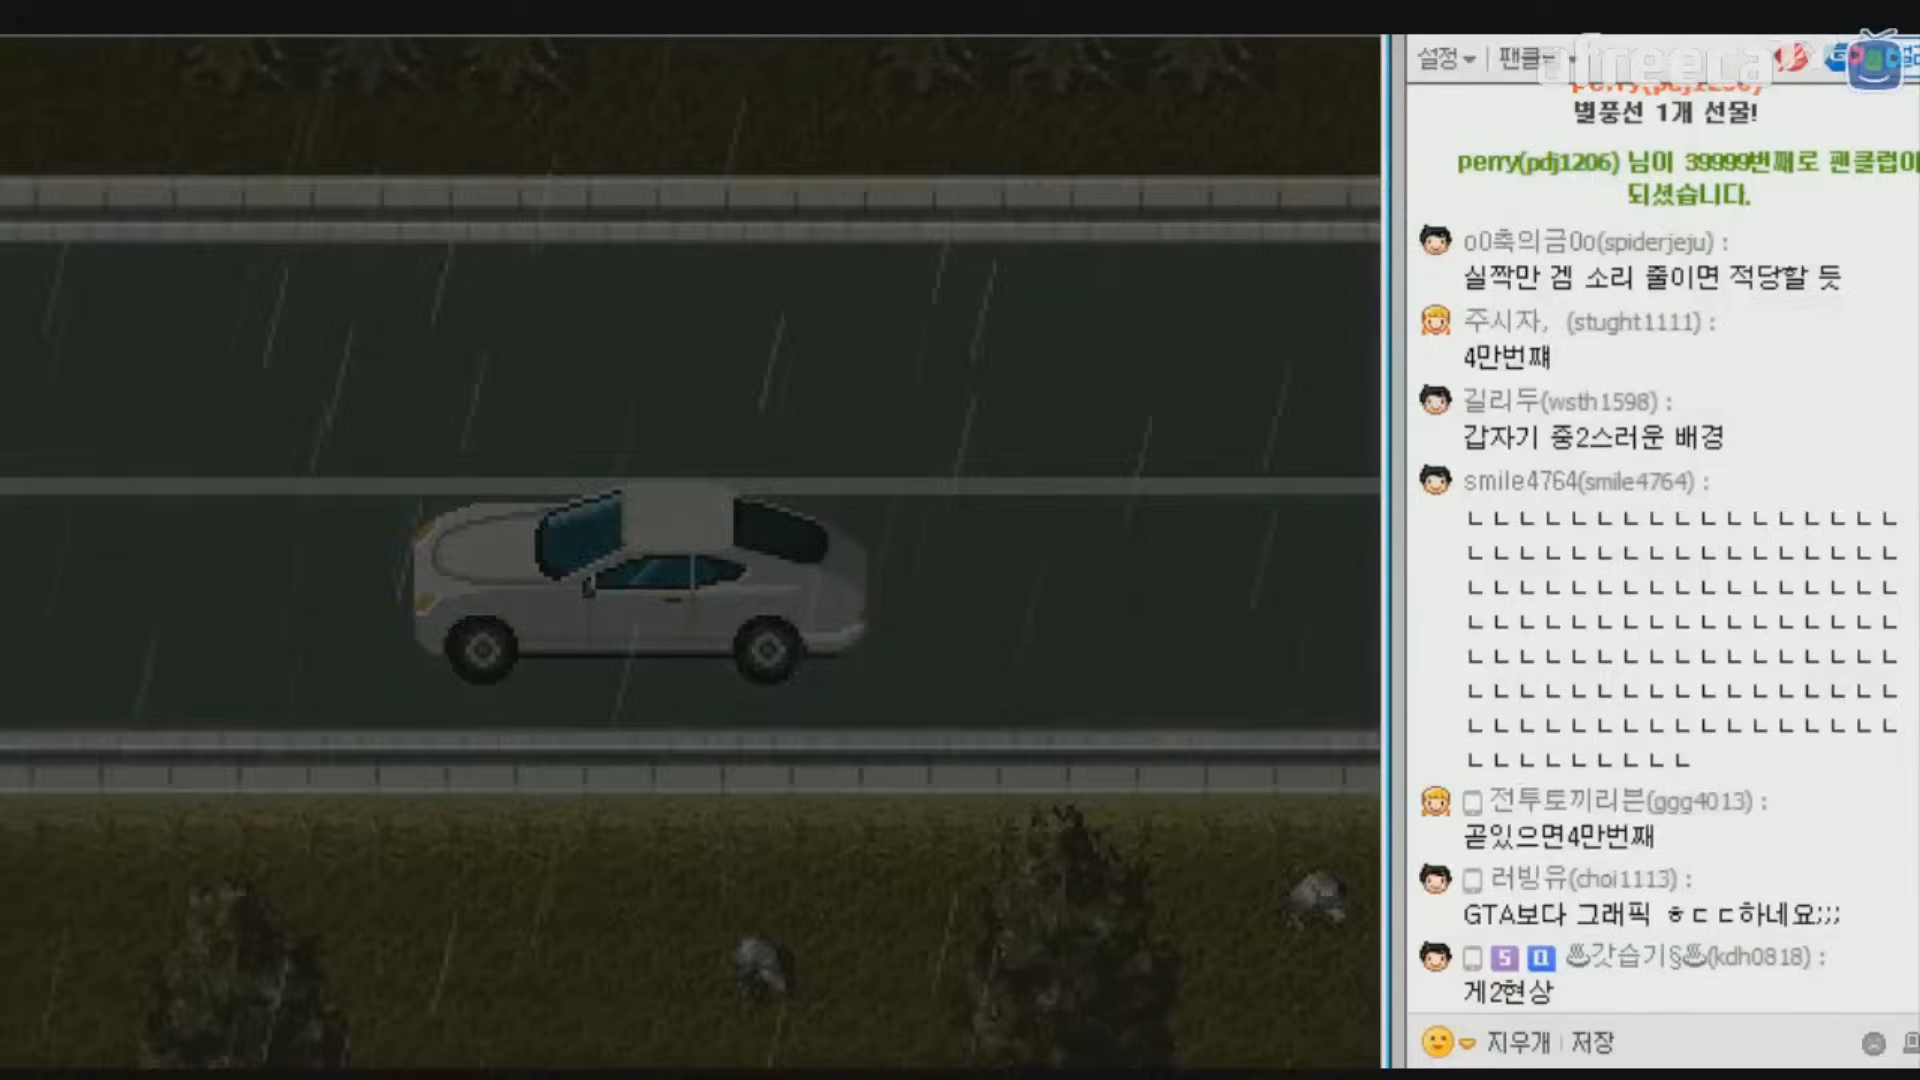 설정 팬클
afreeca
perry(pdj1206)
별풍선 1개 선물!
perry(pdj1206) 님이 39999번째로 팬클럽이
되셨습니다.
o0축의금0o(spiderjeju) :
실짝만 겜 소리 줄이면 적당할 듯
주시자, (stught1111) :
4만번째
길리두(wsth1598) :
갑자기 중2스러운 배경
smile4764(smile4764) :
ㄴㄴㄴㄴㄴㄴㄴㄴㄴㄴㄴㄴㄴㄴㄴㄴㄴ
ㄴㄴㄴㄴㄴㄴㄴㄴㄴㄴㄴㄴㄴㄴㄴㄴㄴ
ㄴㄴㄴㄴㄴㄴㄴㄴㄴㄴㄴㄴㄴㄴㄴㄴㄴ
ㄴㄴㄴㄴㄴㄴㄴㄴㄴㄴㄴㄴㄴㄴㄴㄴㄴ
ㄴㄴㄴㄴㄴㄴㄴㄴㄴㄴㄴㄴㄴㄴㄴㄴㄴ
ㄴㄴㄴㄴㄴㄴㄴㄴㄴㄴㄴㄴㄴㄴㄴㄴㄴ
ㄴㄴㄴㄴㄴㄴㄴㄴㄴㄴㄴㄴㄴㄴㄴㄴㄴ
ㄴㄴㄴㄴㄴㄴㄴㄴㄴ
전투토끼리븐(ggg4013) :
곧있으면4만번째
러빙유(choi1113) :
GTA보다 그래픽 ㅎㄷㄷ하네요;;;
5 a ♨갓습기§♨(kdh0818) :
게2현상
지우개 저장